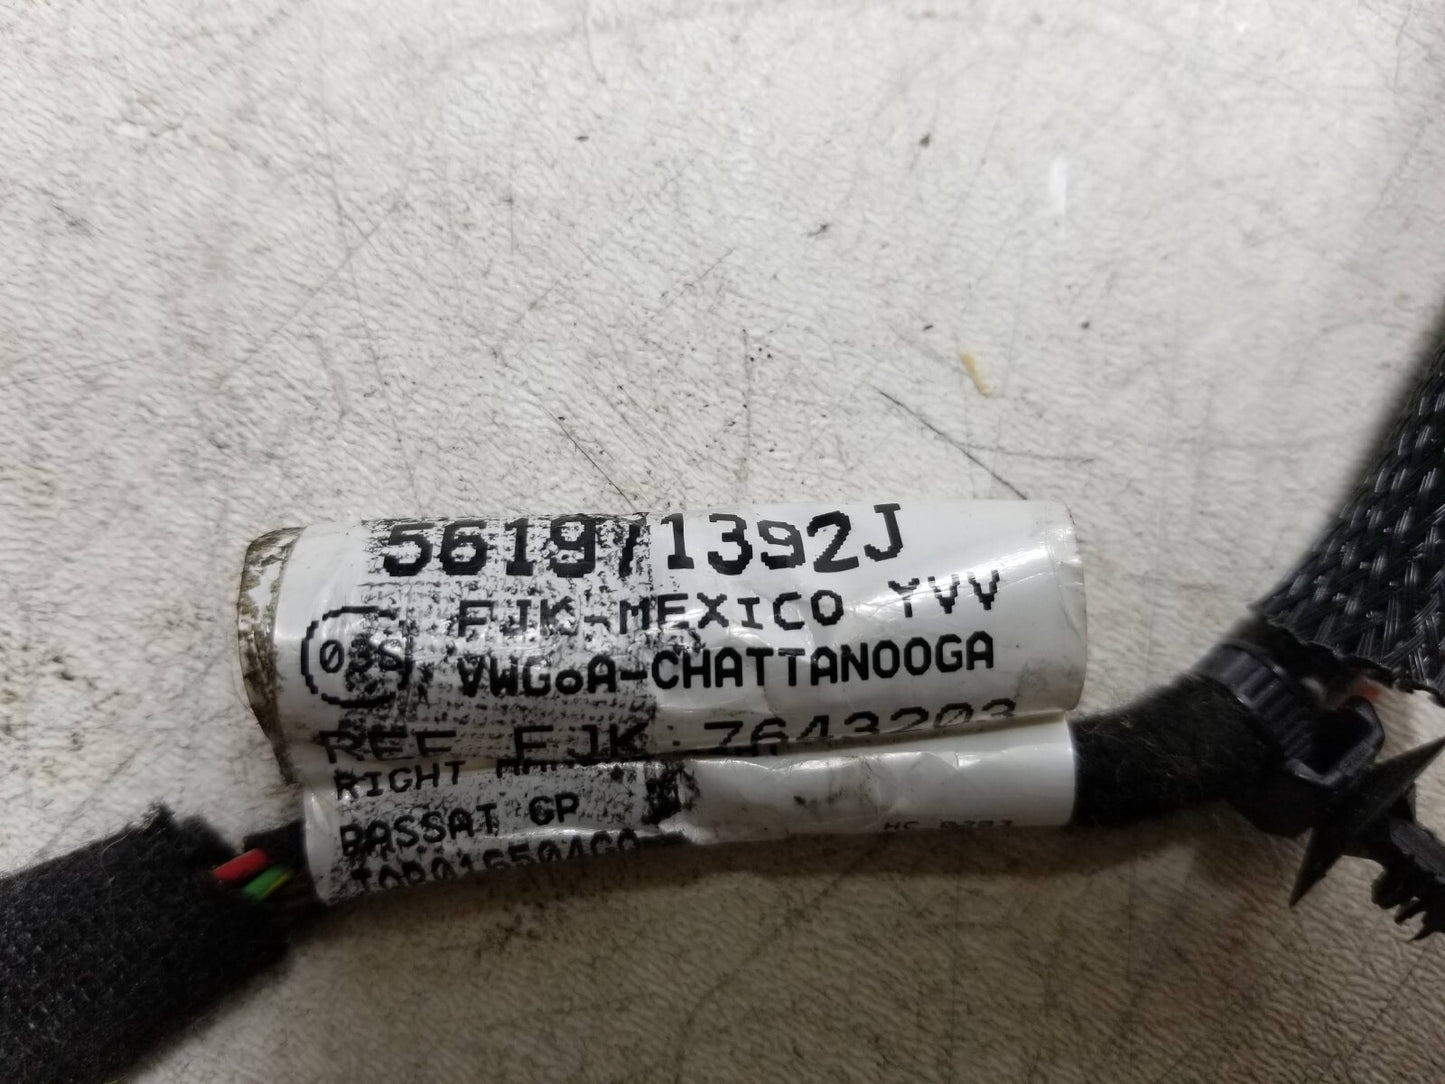 561971392J
FJK-MEXICO YVV
VWGoA-CHATTANOOGA
REF FJK 7643203
RIGHT
PASSAT GP